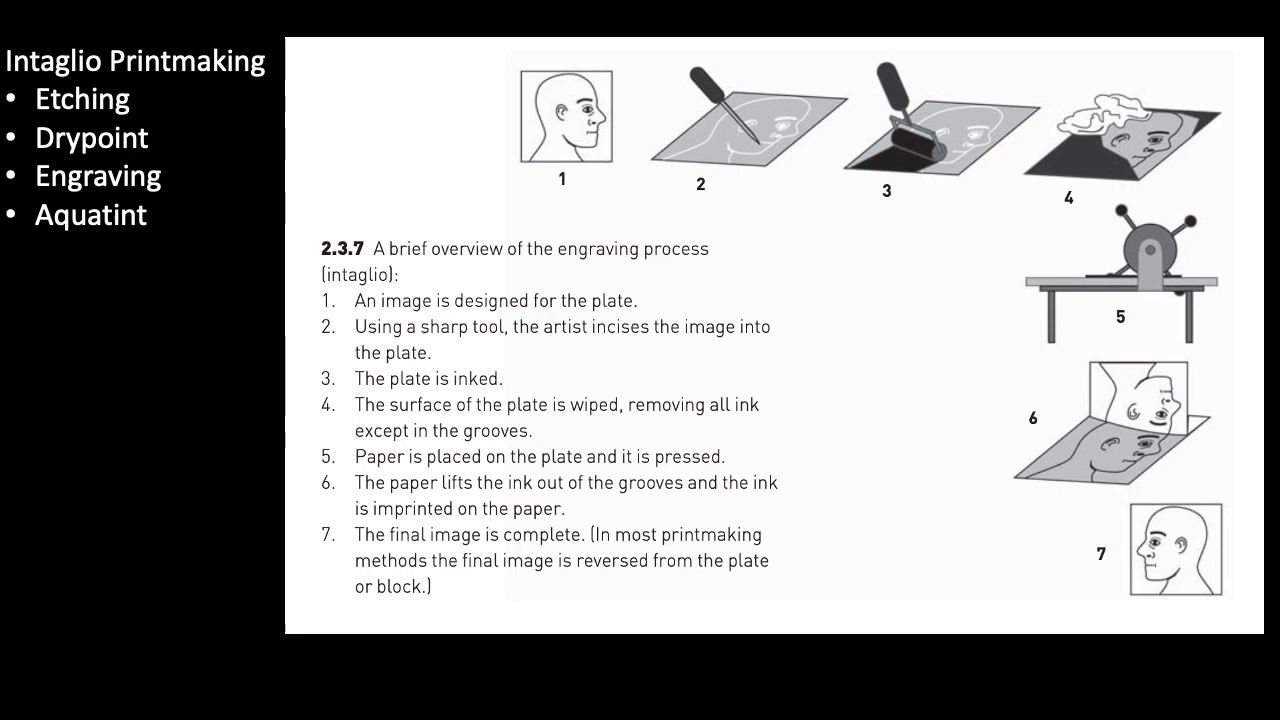 Intaglio Printmaking
• Etching
• Drypoint
• Engraving
• Aquatint
1
2
3
4
5
6
7
2.3.7 A brief overview of the engraving process
(intaglio):
1. An image is designed for the plate.
2. Using a sharp tool, the artist incises the image into
the plate.
3. The plate is inked.
4. The surface of the plate is wiped, removing all ink
except in the grooves.
5. Paper is placed on the plate and it is pressed.
6. The paper lifts the ink out of the grooves and the ink
is imprinted on the paper.
7. The final image is complete. (In most printmaking
methods the final image is reversed from the plate
or block.)